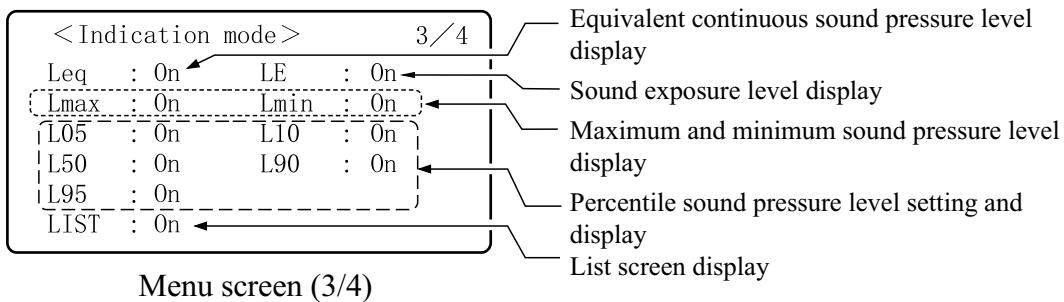 <Indication mode> 3/4
Leq : On LE : On
Lmax : On Lmin : On
L05 : On L10 : On
L50 : On L90 : On
L95 : On
LIST : On
Menu screen (3/4)
Equivalent continuous sound pressure level
display
Sound exposure level display
Maximum and minimum sound pressure level
display
Percentile sound pressure level setting and
display
List screen display